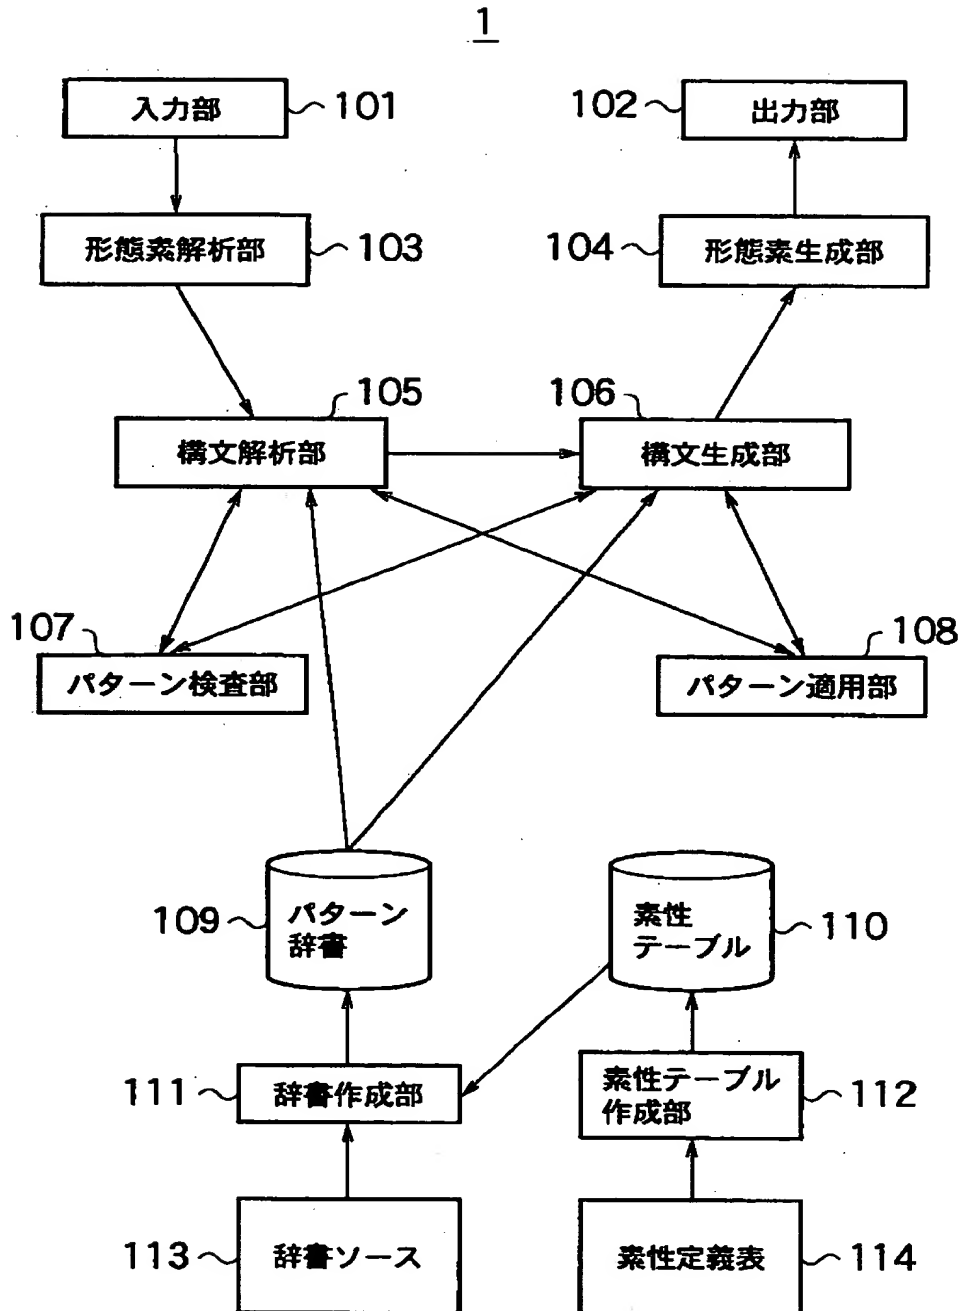 1
入力部
101
102
出力部
形態素解析部
103
104
形態素生成部
105
106
構文解析部
構文生成部
107
108
パターン検査部
パターン適用部
109
パターン
辞書
素性
テーブル
110
111
辞書作成部
素性テーブル
作成部
112
113
辞書ソース
素性定義表
114